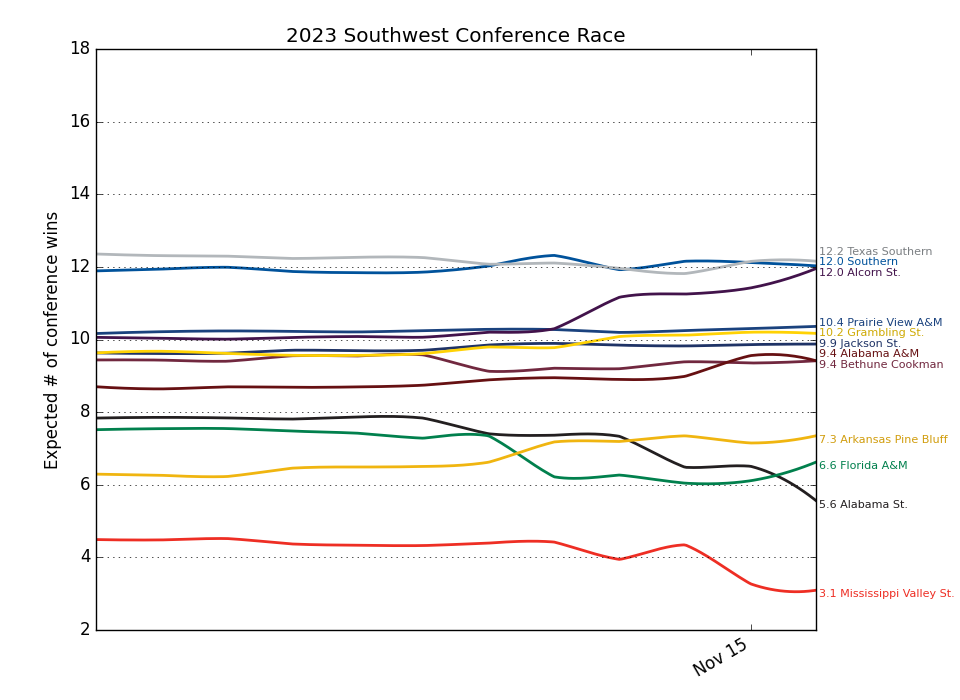 2023 Southwest Conference Race
Expected # of conference wins
18
16
14
12
10
8
6
4
2
Nov 15
12.2 Texas Southern
12.0 Southern
12.0 Alcorn St.
10.4 Prairie View A&M
10.2 Grambling St.
9.9 Jackson St.
9.4 Alabama A&M
9.4 Bethune Cookman
7.3 Arkansas Pine Bluff
6.6 Florida A&M
5.6 Alabama St.
3.1 Mississippi Valley St.